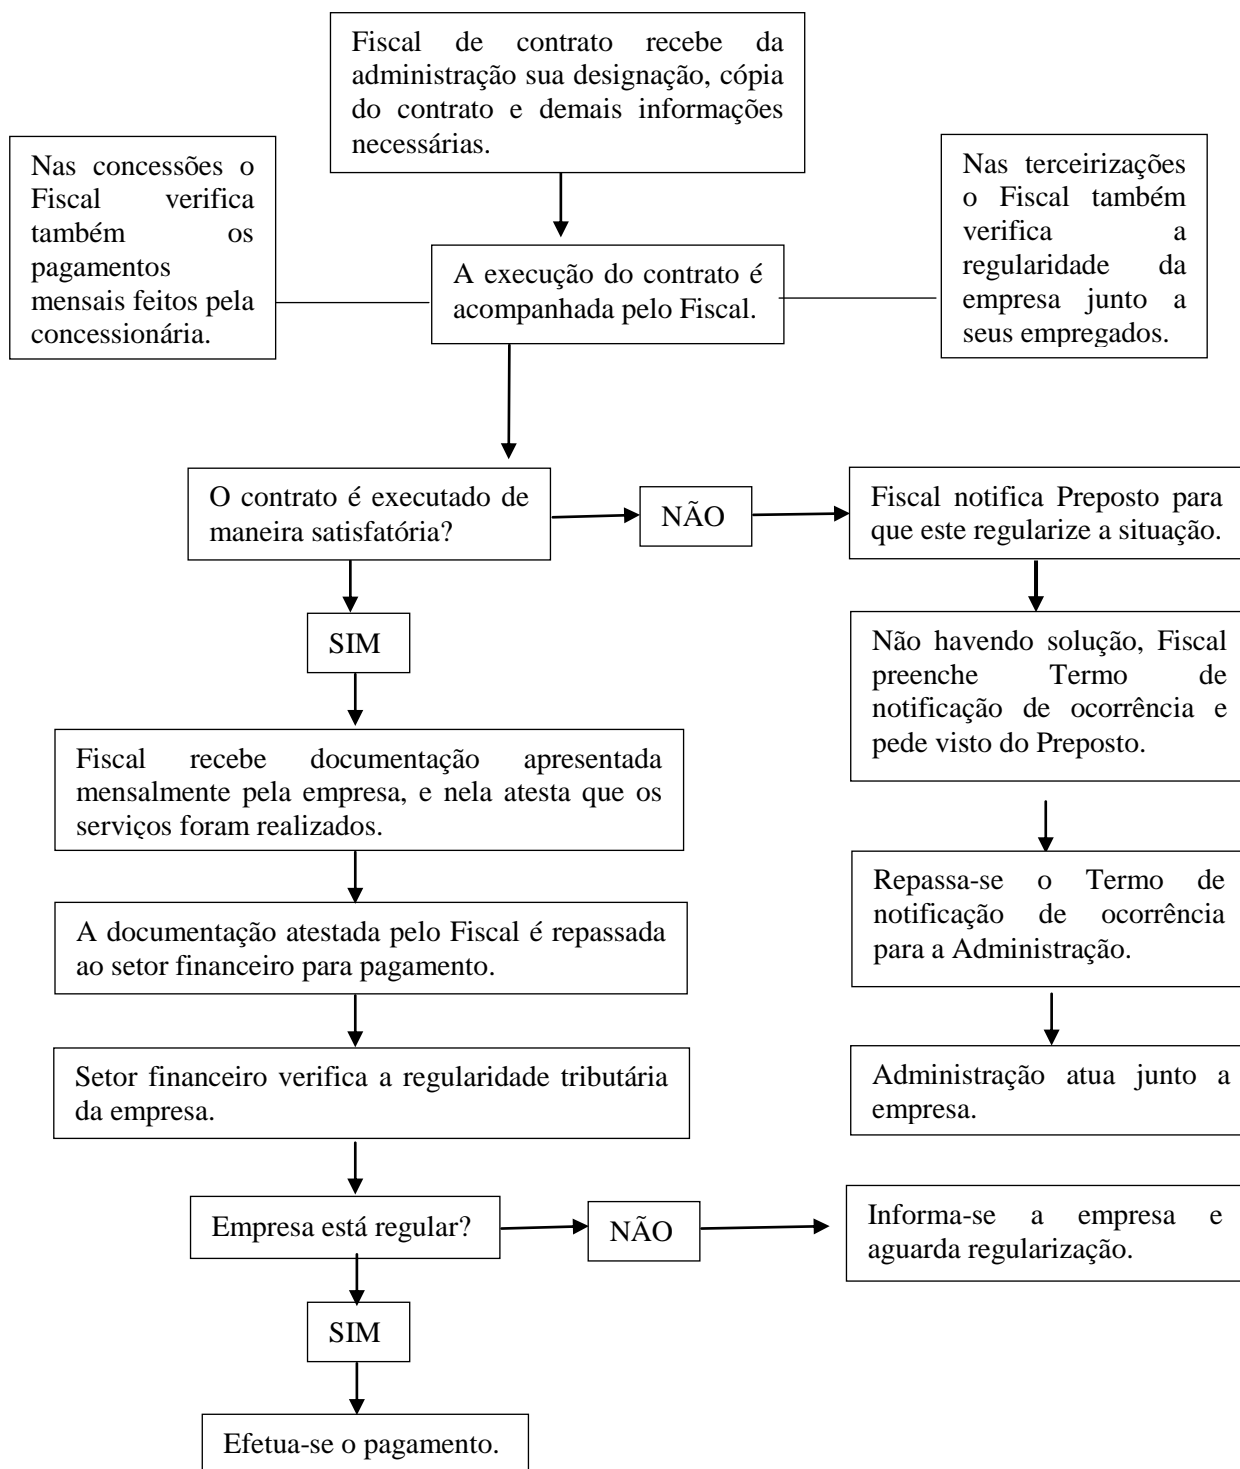 Fiscal de contrato recebe da
administração sua designação, cópia
do contrato e demais informações
necessárias.
Nas concessões o
Fiscal verifica
também os
pagamentos
mensais feitos pela
concessionária.
Nas terceirizações
o Fiscal também
verifica a
regularidade da
empresa junto a
seus empregados.
A execução do contrato é
acompanhada pelo Fiscal.
O contrato é executado de
maneira satisfatória?
NÃO
Fiscal notifica Preposto para
que este regularize a situação.
SIM
Não havendo solução, Fiscal
preenche Termo de
notificação de ocorrência e
pede visto do Preposto.
Fiscal recebe documentação apresentada
mensalmente pela empresa, e nela atesta que os
serviços foram realizados.
Repassa-se o Termo de
notificação de ocorrência
para a Administração.
A documentação atestada pelo Fiscal é repassada
ao setor financeiro para pagamento.
Setor financeiro verifica a regularidade tributária
da empresa.
Administração atua junto a
empresa.
Empresa está regular?
NÃO
Informa-se a empresa e
aguarda regularização.
SIM
Efetua-se o pagamento.